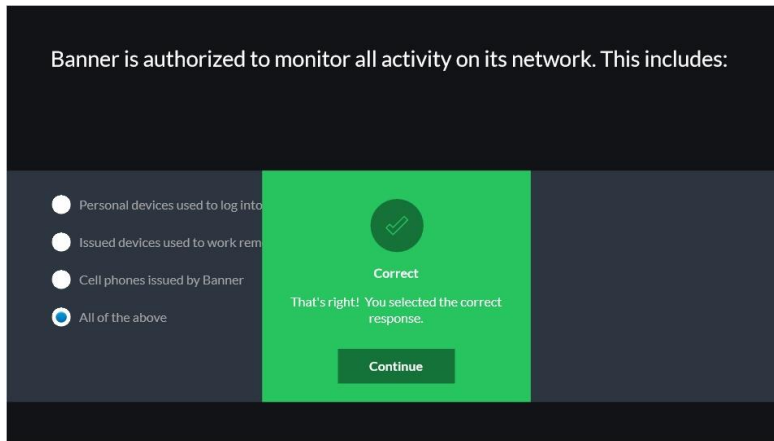 Banner is authorized to monitor all activity on its network. This includes:
Personal devices used to log into
Issued devices used to work rem
Cell phones issued by Banner
All of the above
Correct
That's right! You selected the correct
response.
Continue